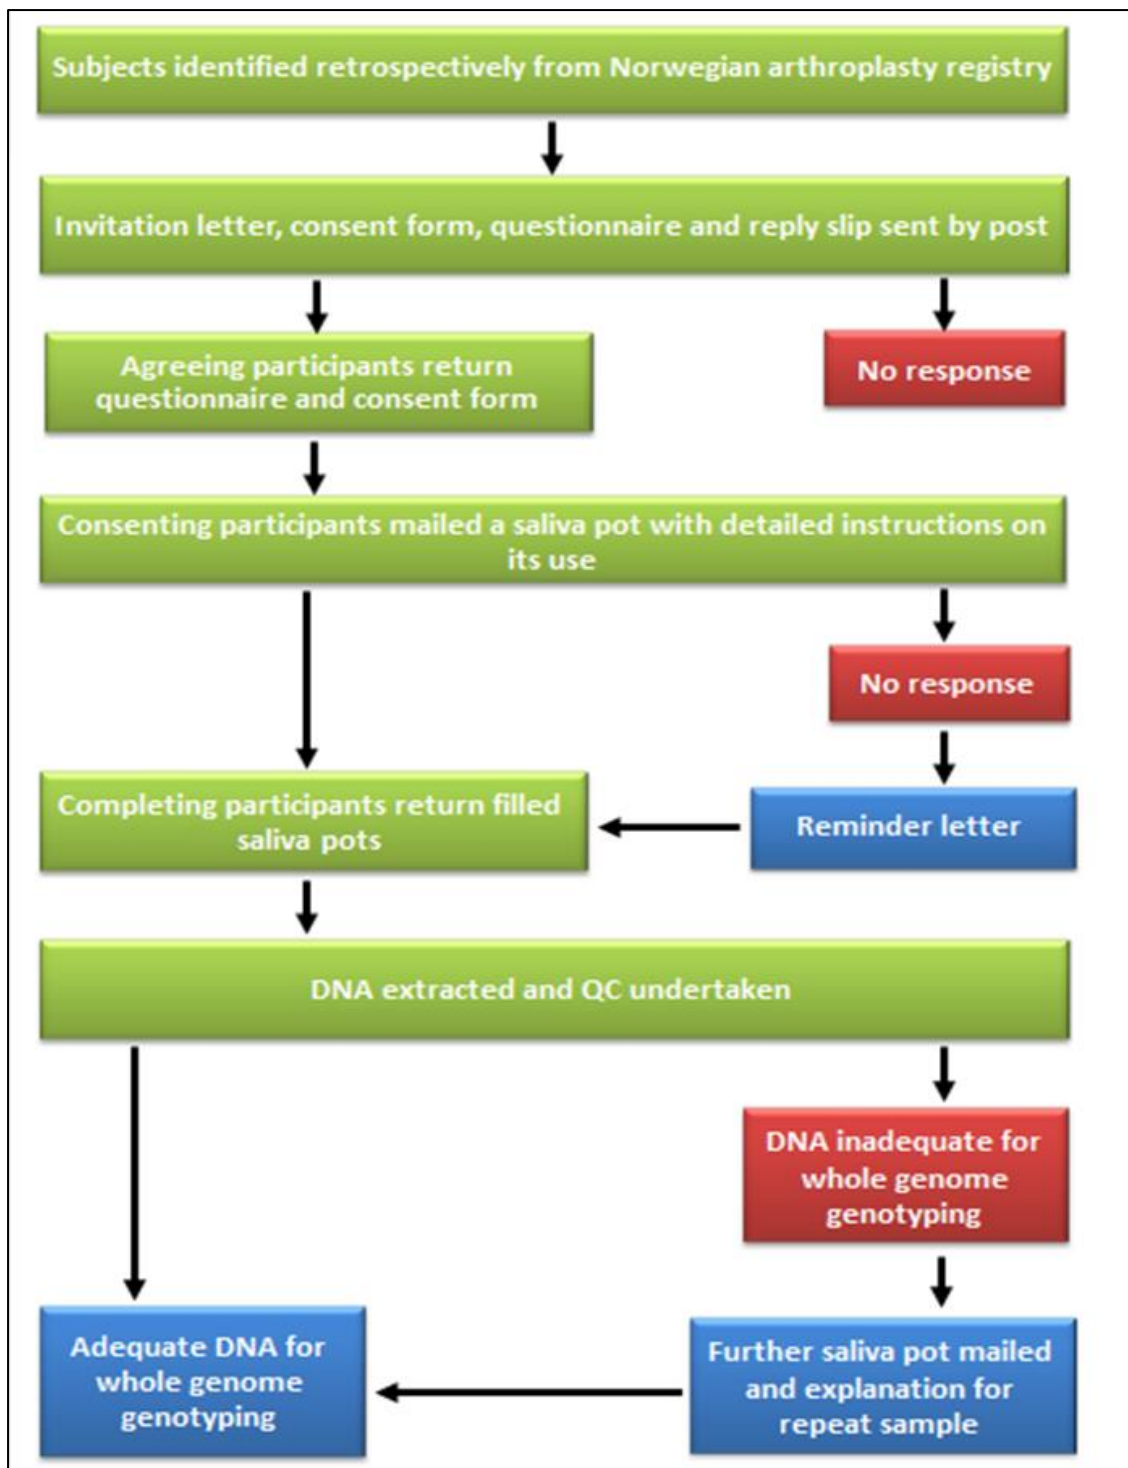 Subjects identified retrospectively from Norwegian arthroplasty registry
Invitation letter, consent form, questionnaire and reply slip sent by post
Agreeing participants return
questionnaire and consent form
No response
Consenting participants mailed a saliva pot with detailed instructions on
its use
No response
Completing participants return filled
saliva pots
Reminder letter
DNA extracted and QC undertaken
DNA inadequate for
whole genome
genotyping
Adequate DNA for
whole genome
genotyping
Further saliva pot mailed
and explanation for
repeat sample